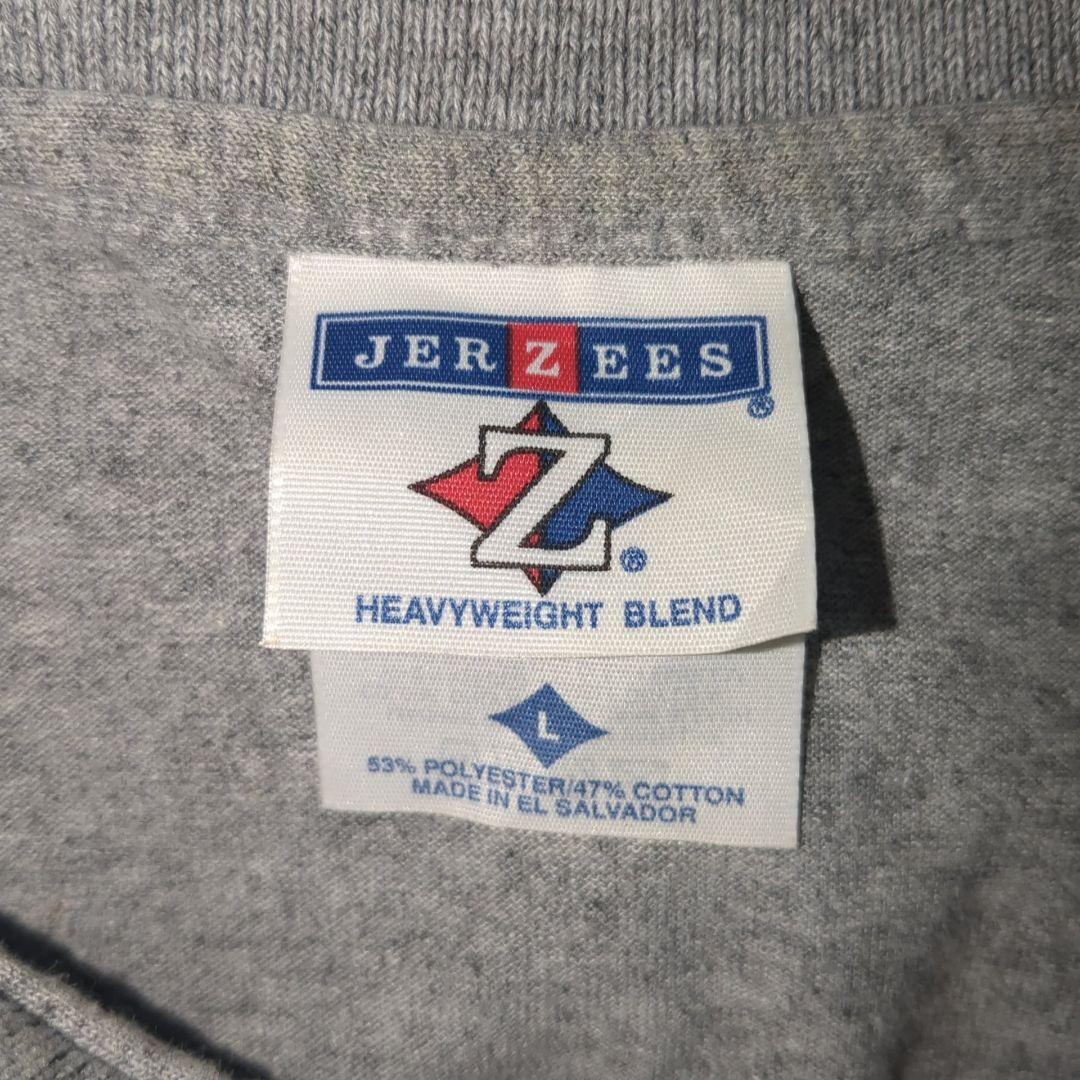 JERZEES®
Z®
HEAVYWEIGHT BLEND
L
53% POLYESTER/47% COTTON
MADE IN EL SALVADOR